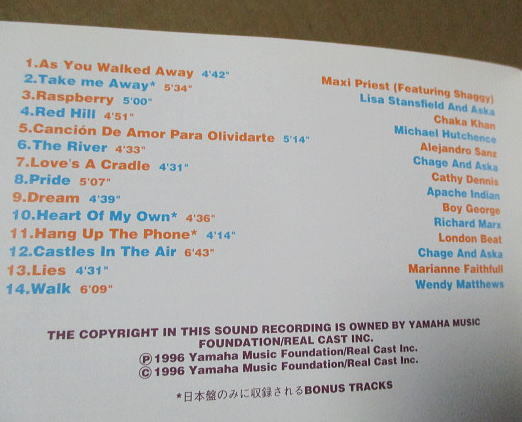 1.As You Walked Away 4'42" Maxi Priest (Featuring Shaggy)
2.Take me Away* 5'34" Lisa Stansfield And Aska
3.Raspberry 5'00" Chaka Khan
4.Red Hill 4'51" Michael Hutchence
5.Canción De Amor Para Olividarte 5'14" Alejandro Sanz
6.The River 4'33" Chage And Aska
7.Love's A Cradle 4'31" Cathy Dennis
8.Pride 5'07" Apache Indian
9.Dream 4'39" Boy George
10.Heart Of My Own* 4'36" Richard Marx
11.Hang Up The Phone* 4'14" London Beat
12.Castles In The Air 6'43" Chage And Aska
13.Lies 4'31" Marianne Faithfull
14.Walk 6'09" Wendy Matthews
THE COPYRIGHT IN THIS SOUND RECORDING IS OWNED BY YAMAHA MUSIC
FOUNDATION/REAL CAST INC.
Ⓟ1996 Yamaha Music Foundation/Real Cast Inc.
©1996 Yamaha Music Foundation/Real Cast Inc.
*日本盤のみに収録されるBONUS TRACKS